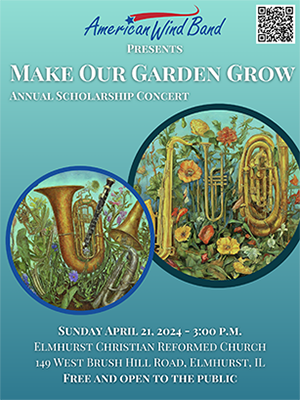 American Wind Band
Presents
Make Our Garden Grow
Annual Scholarship Concert
Sunday April 21, 2024 - 3:00 p.m.
Elmhurst Christian Reformed Church
149 West Brush Hill Road, Elmhurst, IL
Free and open to the public